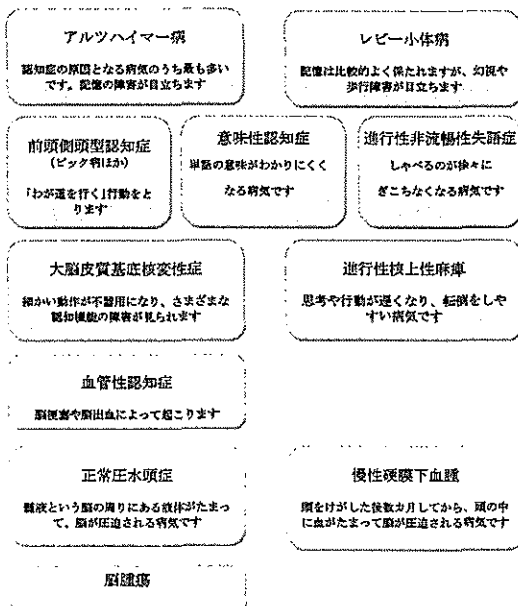 アルツハイマー病
認知症の原因となる病気のうち最も多い
です。記憶の障害が目立ちます
レビー小体病
記憶は比較的よく保たれますが、幻視や
歩行障害が目立ちます
前頭側頭型認知症
(ピック病ほか)
「わが道を行く」行動をと
ります
意味性認知症
単語の意味がわかりにくく
なる病気です
進行性非流暢性失語症
しゃべるのが徐々に
ぎこちなくなる病気です
大脳皮質基底核変性症
細かい動作が不器用になり、さまざまな
認知機能の障害が見られます
進行性核上性麻痺
思考や行動が遅くなり、転倒をしや
すい病気です
血管性認知症
脳梗塞や脳出血によって起こります
正常圧水頭症
髄液という脳の周りにある液体がたまっ
て、脳が圧迫される病気です
慢性硬膜下血腫
頭をけがした後数カ月してから、頭の中
に血がたまって脳が圧迫される病気です
脳腫瘍